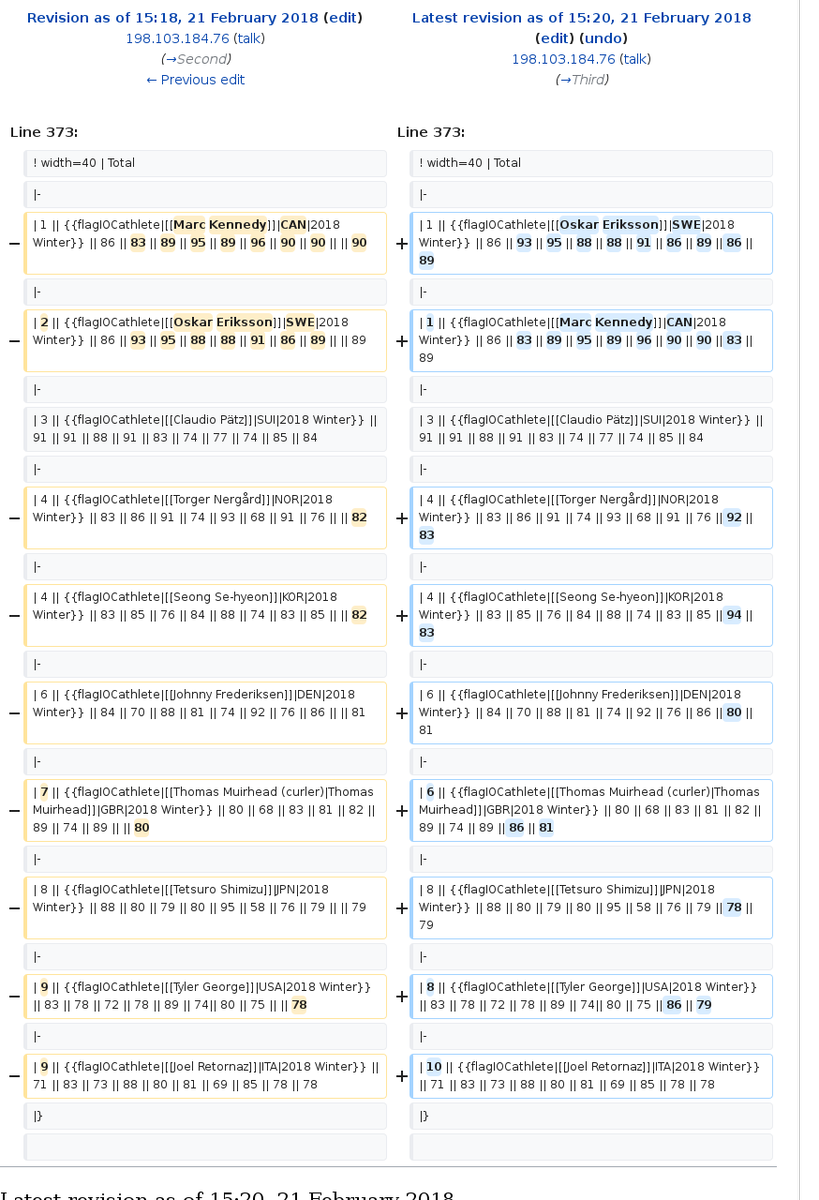 Revision as of 15:18, 21 February 2018 (edit)
198.103.184.76 (talk)
(→Second)
← Previous edit
Latest revision as of 15:20, 21 February 2018
(edit) (undo)
198.103.184.76 (talk)
(→Third)
Line 373:
Line 373:
! width=40 | Total
! width=40 | Total
|-
|-
− | 1 || {{flagIOCathlete|[[Marc Kennedy]]|CAN|2018
Winter}} || 86 || 83 || 89 || 95 || 89 || 96 || 90 || 90 || || 90
+ | 1 || {{flagIOCathlete|[[Oskar Eriksson]]|SWE|2018
Winter}} || 86 || 93 || 95 || 88 || 88 || 91 || 86 || 89 || 86 ||
89
|-
|-
− | 2 || {{flagIOCathlete|[[Oskar Eriksson]]|SWE|2018
Winter}} || 86 || 93 || 95 || 88 || 88 || 91 || 86 || 89 || || 89
+ | 1 || {{flagIOCathlete|[[Marc Kennedy]]|CAN|2018
Winter}} || 86 || 83 || 89 || 95 || 89 || 96 || 90 || 90 || 83 ||
89
|-
|-
| 3 || {{flagIOCathlete|[[Claudio Pätz]]|SUI|2018 Winter}} ||
91 || 91 || 88 || 91 || 83 || 74 || 77 || 74 || 85 || 84
| 3 || {{flagIOCathlete|[[Claudio Pätz]]|SUI|2018 Winter}} ||
91 || 91 || 88 || 91 || 83 || 74 || 77 || 74 || 85 || 84
|-
|-
− | 4 || {{flagIOCathlete|[[Torger Nergård]]|NOR|2018
Winter}} || 83 || 86 || 91 || 74 || 93 || 68 || 91 || 76 || || 82
+ | 4 || {{flagIOCathlete|[[Torger Nergård]]|NOR|2018
Winter}} || 83 || 86 || 91 || 74 || 93 || 68 || 91 || 76 || 92 ||
83
|-
|-
− | 4 || {{flagIOCathlete|[[Seong Se-hyeon]]|KOR|2018
Winter}} || 83 || 85 || 76 || 84 || 88 || 74 || 83 || 85 || || 82
+ | 4 || {{flagIOCathlete|[[Seong Se-hyeon]]|KOR|2018
Winter}} || 83 || 85 || 76 || 84 || 88 || 74 || 83 || 85 || 94 ||
83
|-
|-
− | 6 || {{flagIOCathlete|[[Johnny Frederiksen]]|DEN|2018
Winter}} || 84 || 70 || 88 || 81 || 74 || 92 || 76 || 86 || || 81
+ | 6 || {{flagIOCathlete|[[Johnny Frederiksen]]|DEN|2018
Winter}} || 84 || 70 || 88 || 81 || 74 || 92 || 76 || 86 || 80 ||
81
|-
|-
− | 7 || {{flagIOCathlete|[[Thomas Muirhead (curler)|Thomas
Muirhead]]|GBR|2018 Winter}} || 80 || 68 || 83 || 81 || 82 ||
89 || 74 || 89 || || 80
+ | 6 || {{flagIOCathlete|[[Thomas Muirhead (curler)|Thomas
Muirhead]]|GBR|2018 Winter}} || 80 || 68 || 83 || 81 || 82 ||
89 || 74 || 89 || 86 || 81
|-
|-
− | 8 || {{flagIOCathlete|[[Tetsuro Shimizu]]|JPN|2018
Winter}} || 88 || 80 || 79 || 80 || 95 || 58 || 76 || 79 || || 79
+ | 8 || {{flagIOCathlete|[[Tetsuro Shimizu]]|JPN|2018
Winter}} || 88 || 80 || 79 || 80 || 95 || 58 || 76 || 79 || 78 ||
79
|-
|-
− | 9 || {{flagIOCathlete|[[Tyler George]]|USA|2018 Winter}}
|| 83 || 78 || 72 || 78 || 89 || 74|| 80 || 75 || || 78
+ | 8 || {{flagIOCathlete|[[Tyler George]]|USA|2018 Winter}}
|| 83 || 78 || 72 || 78 || 89 || 74|| 80 || 75 || 86 || 79
|-
|-
− | 9 || {{flagIOCathlete|[[Joel Retornaz]]|ITA|2018 Winter}} ||
71 || 83 || 73 || 88 || 80 || 81 || 69 || 85 || 78 || 78
+ | 10 || {{flagIOCathlete|[[Joel Retornaz]]|ITA|2018 Winter}}
|| 71 || 83 || 73 || 88 || 80 || 81 || 69 || 85 || 78 || 78
|}
|}
Latest revision as of 15:20, 21 February 2018